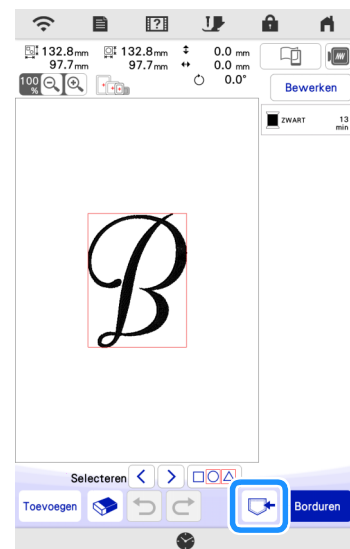 132.8mm 132.8mm 0.0 mm
97.7mm 97.7mm 0.0 mm
100 % 0.0°
Bewerken
ZWART 13 min
B
Selecteren
Toevoegen Borduren